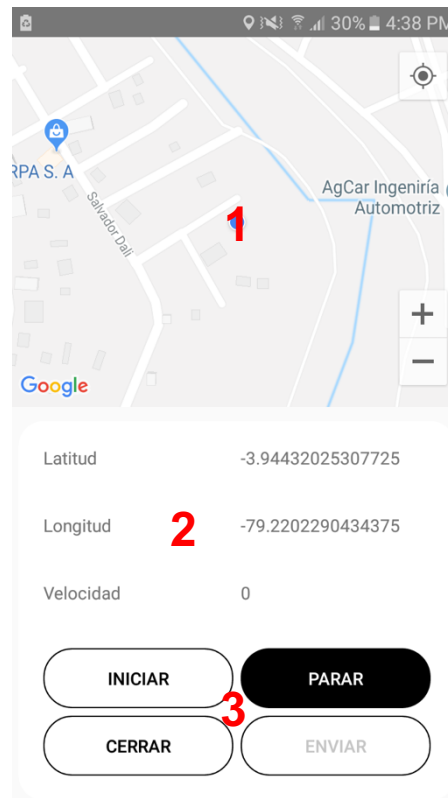 30% 4:38 PM
RPA S. A
Salvador Dali
AgCar Ingeniería
Automotriz
1
+
−
Google
Latitud -3.94432025307725
Longitud 2 -79.2202290434375
Velocidad 0
INICIAR PARAR
3
CERRAR ENVIAR